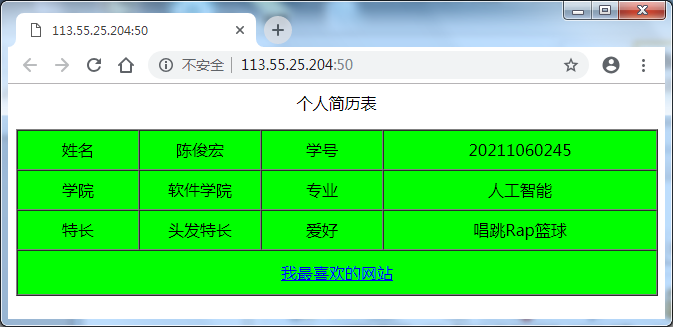 113.55.25.204:50
不安全 113.55.25.204:50
个人简历表
姓名 陈俊宏 学号 20211060245
学院 软件学院 专业 人工智能
特长 头发特长 爱好 唱跳Rap篮球
我最喜欢的网站